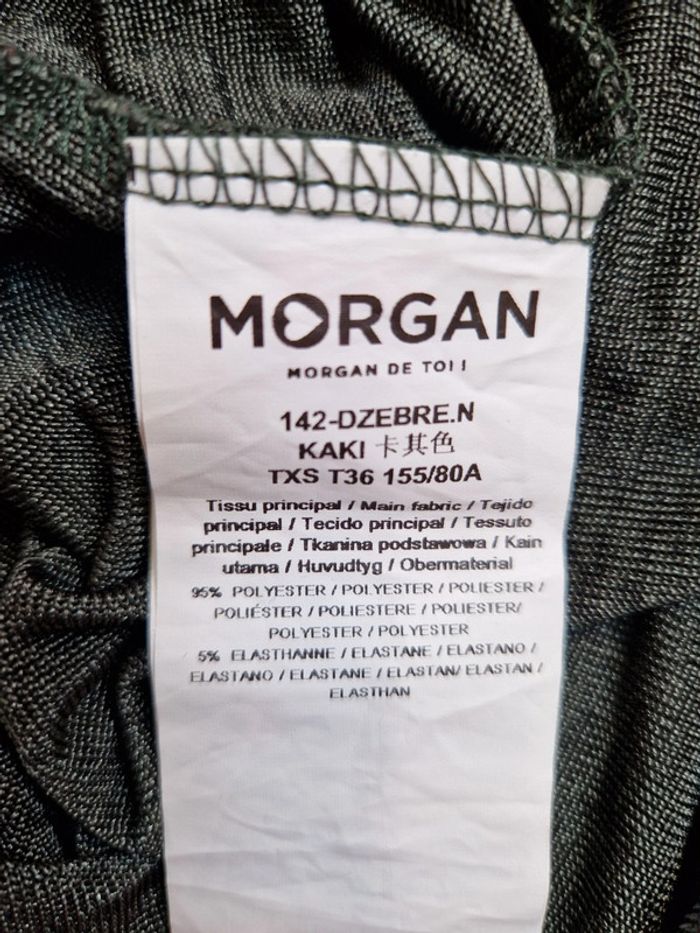 MORGAN
MORGAN DE TOI !
142-DZEBRE.N
KAKI 卡其色
TXS T36 155/80A
Tissu principal / Main fabric / Tejido
principal / Tecido principal / Tessuto
principale / Tkanina podstawowa / Kain
utama / Huvudtyg / Obermaterial
95% POLYESTER / POLYESTER / POLIESTER /
POLIÉSTER / POLIESTERE / POLIESTER/
POLYESTER / POLYESTER
5% ELASTHANNE / ELASTANE / ELASTANO /
ELASTANO / ELASTANE / ELASTAN/ ELASTAN /
ELASTHAN